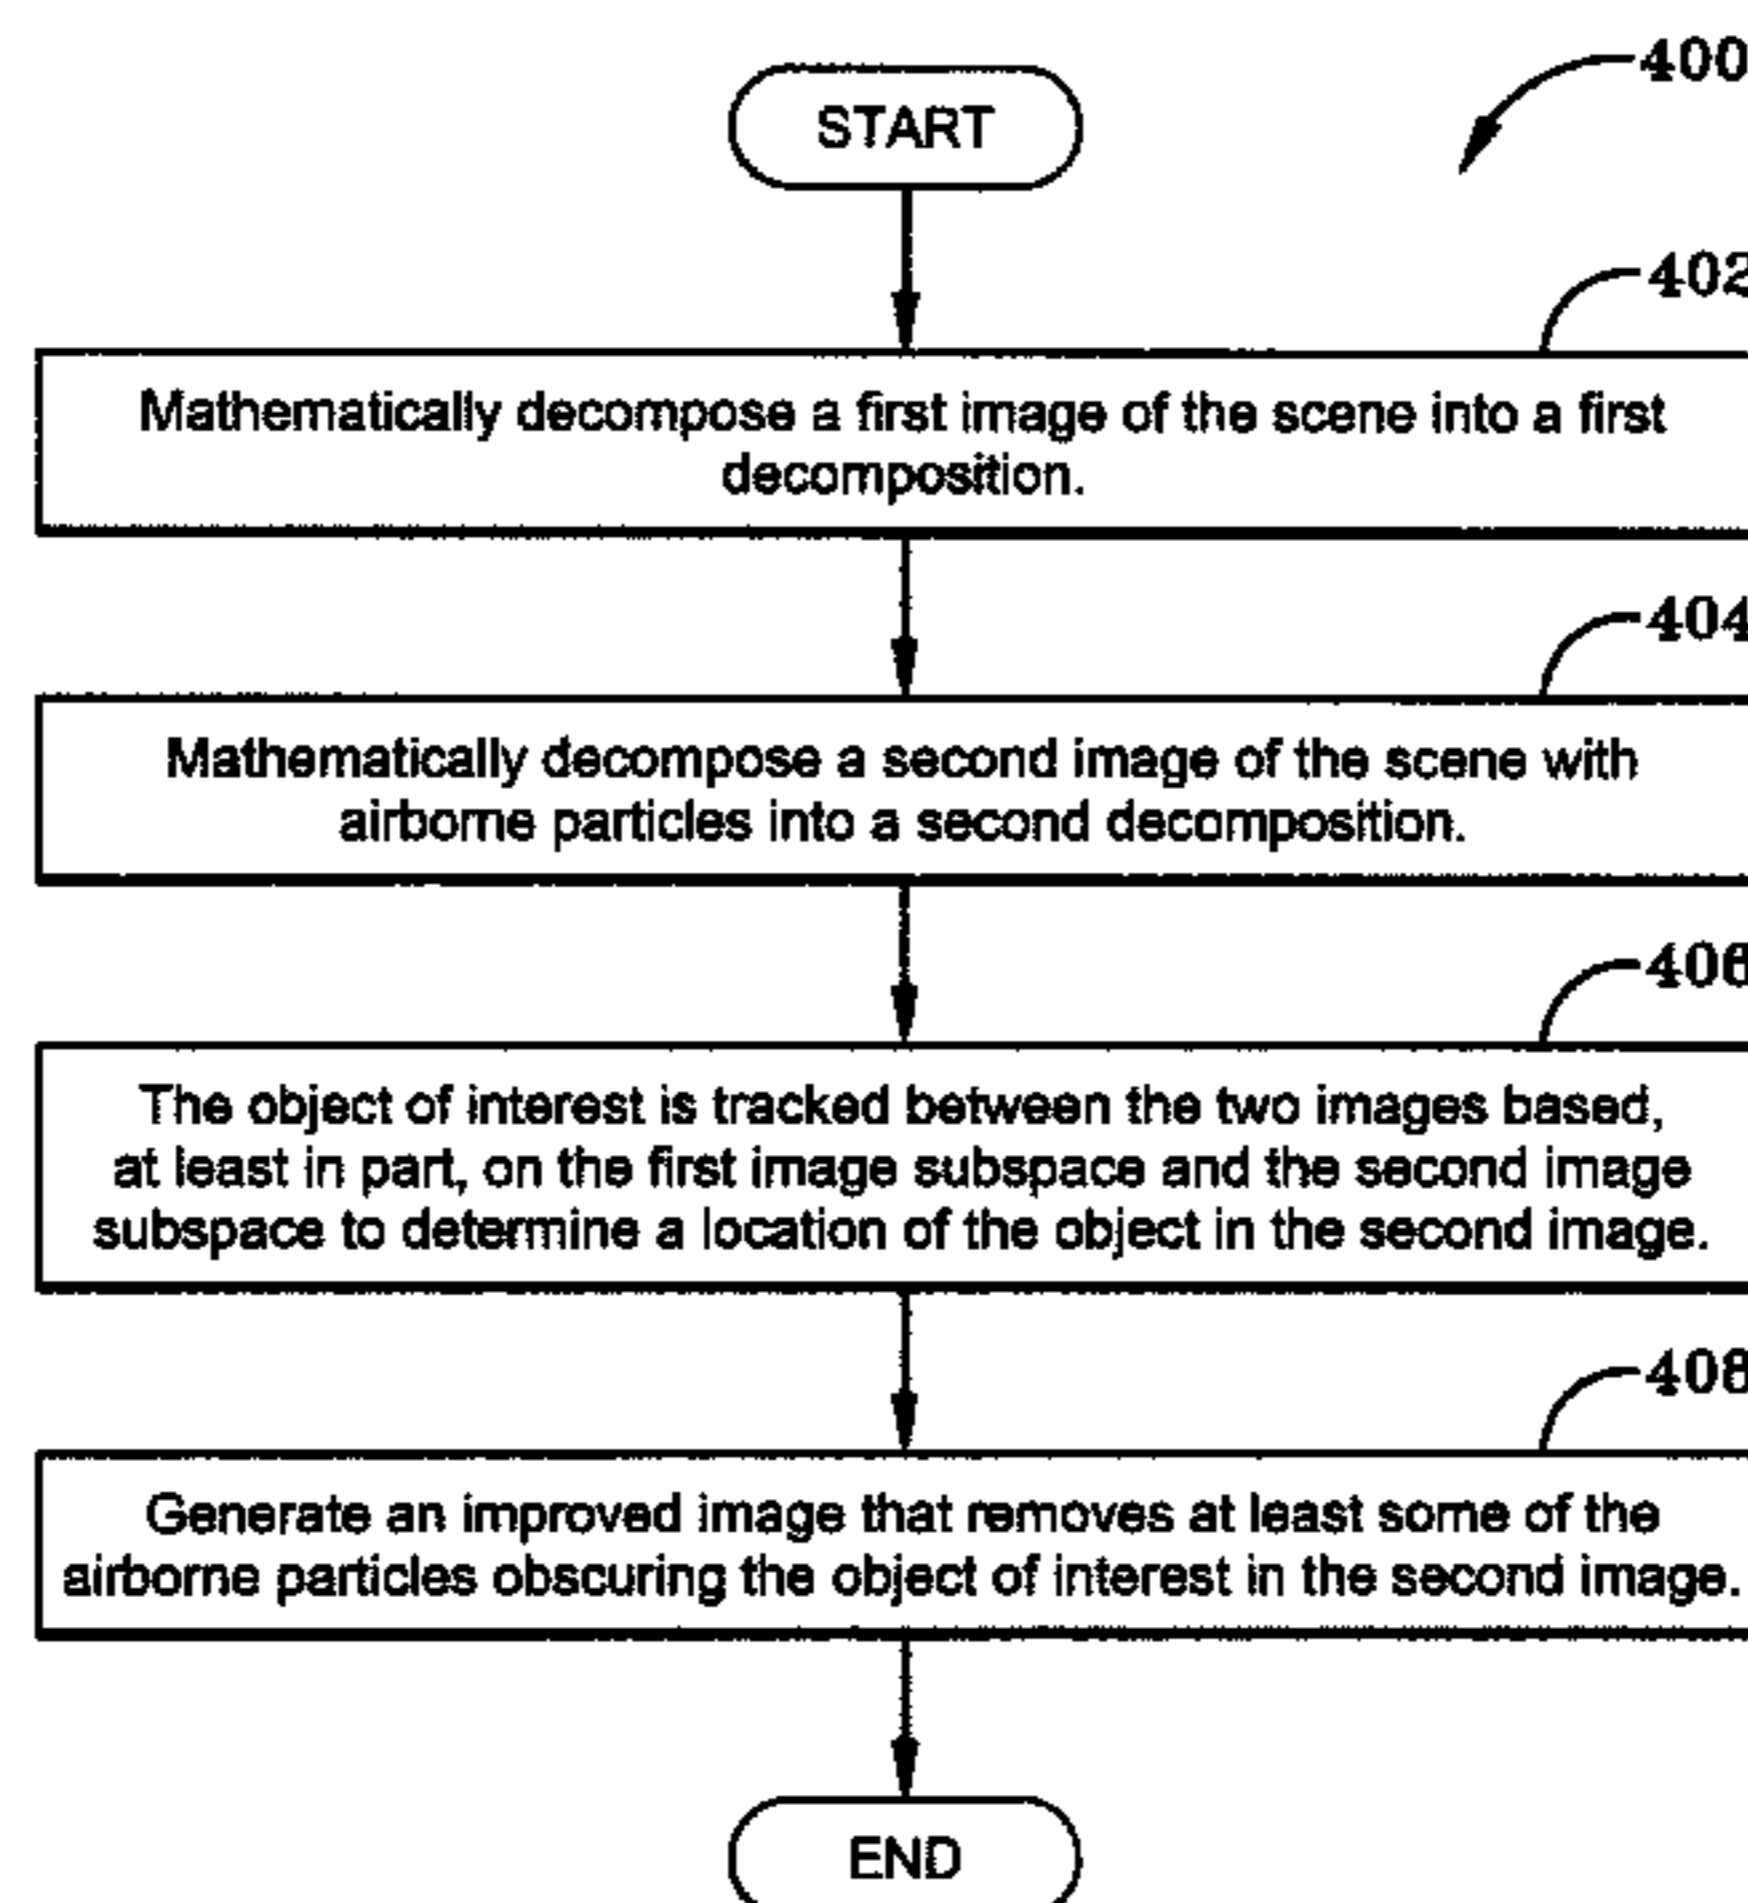 400
START
402
Mathematically decompose a first image of the scene into a first
decomposition.
404
Mathematically decompose a second image of the scene with
airborne particles into a second decomposition.
406
The object of interest is tracked between the two images based,
at least in part, on the first image subspace and the second image
subspace to determine a location of the object in the second image.
408
Generate an improved image that removes at least some of the
airborne particles obscuring the object of interest in the second image.
END